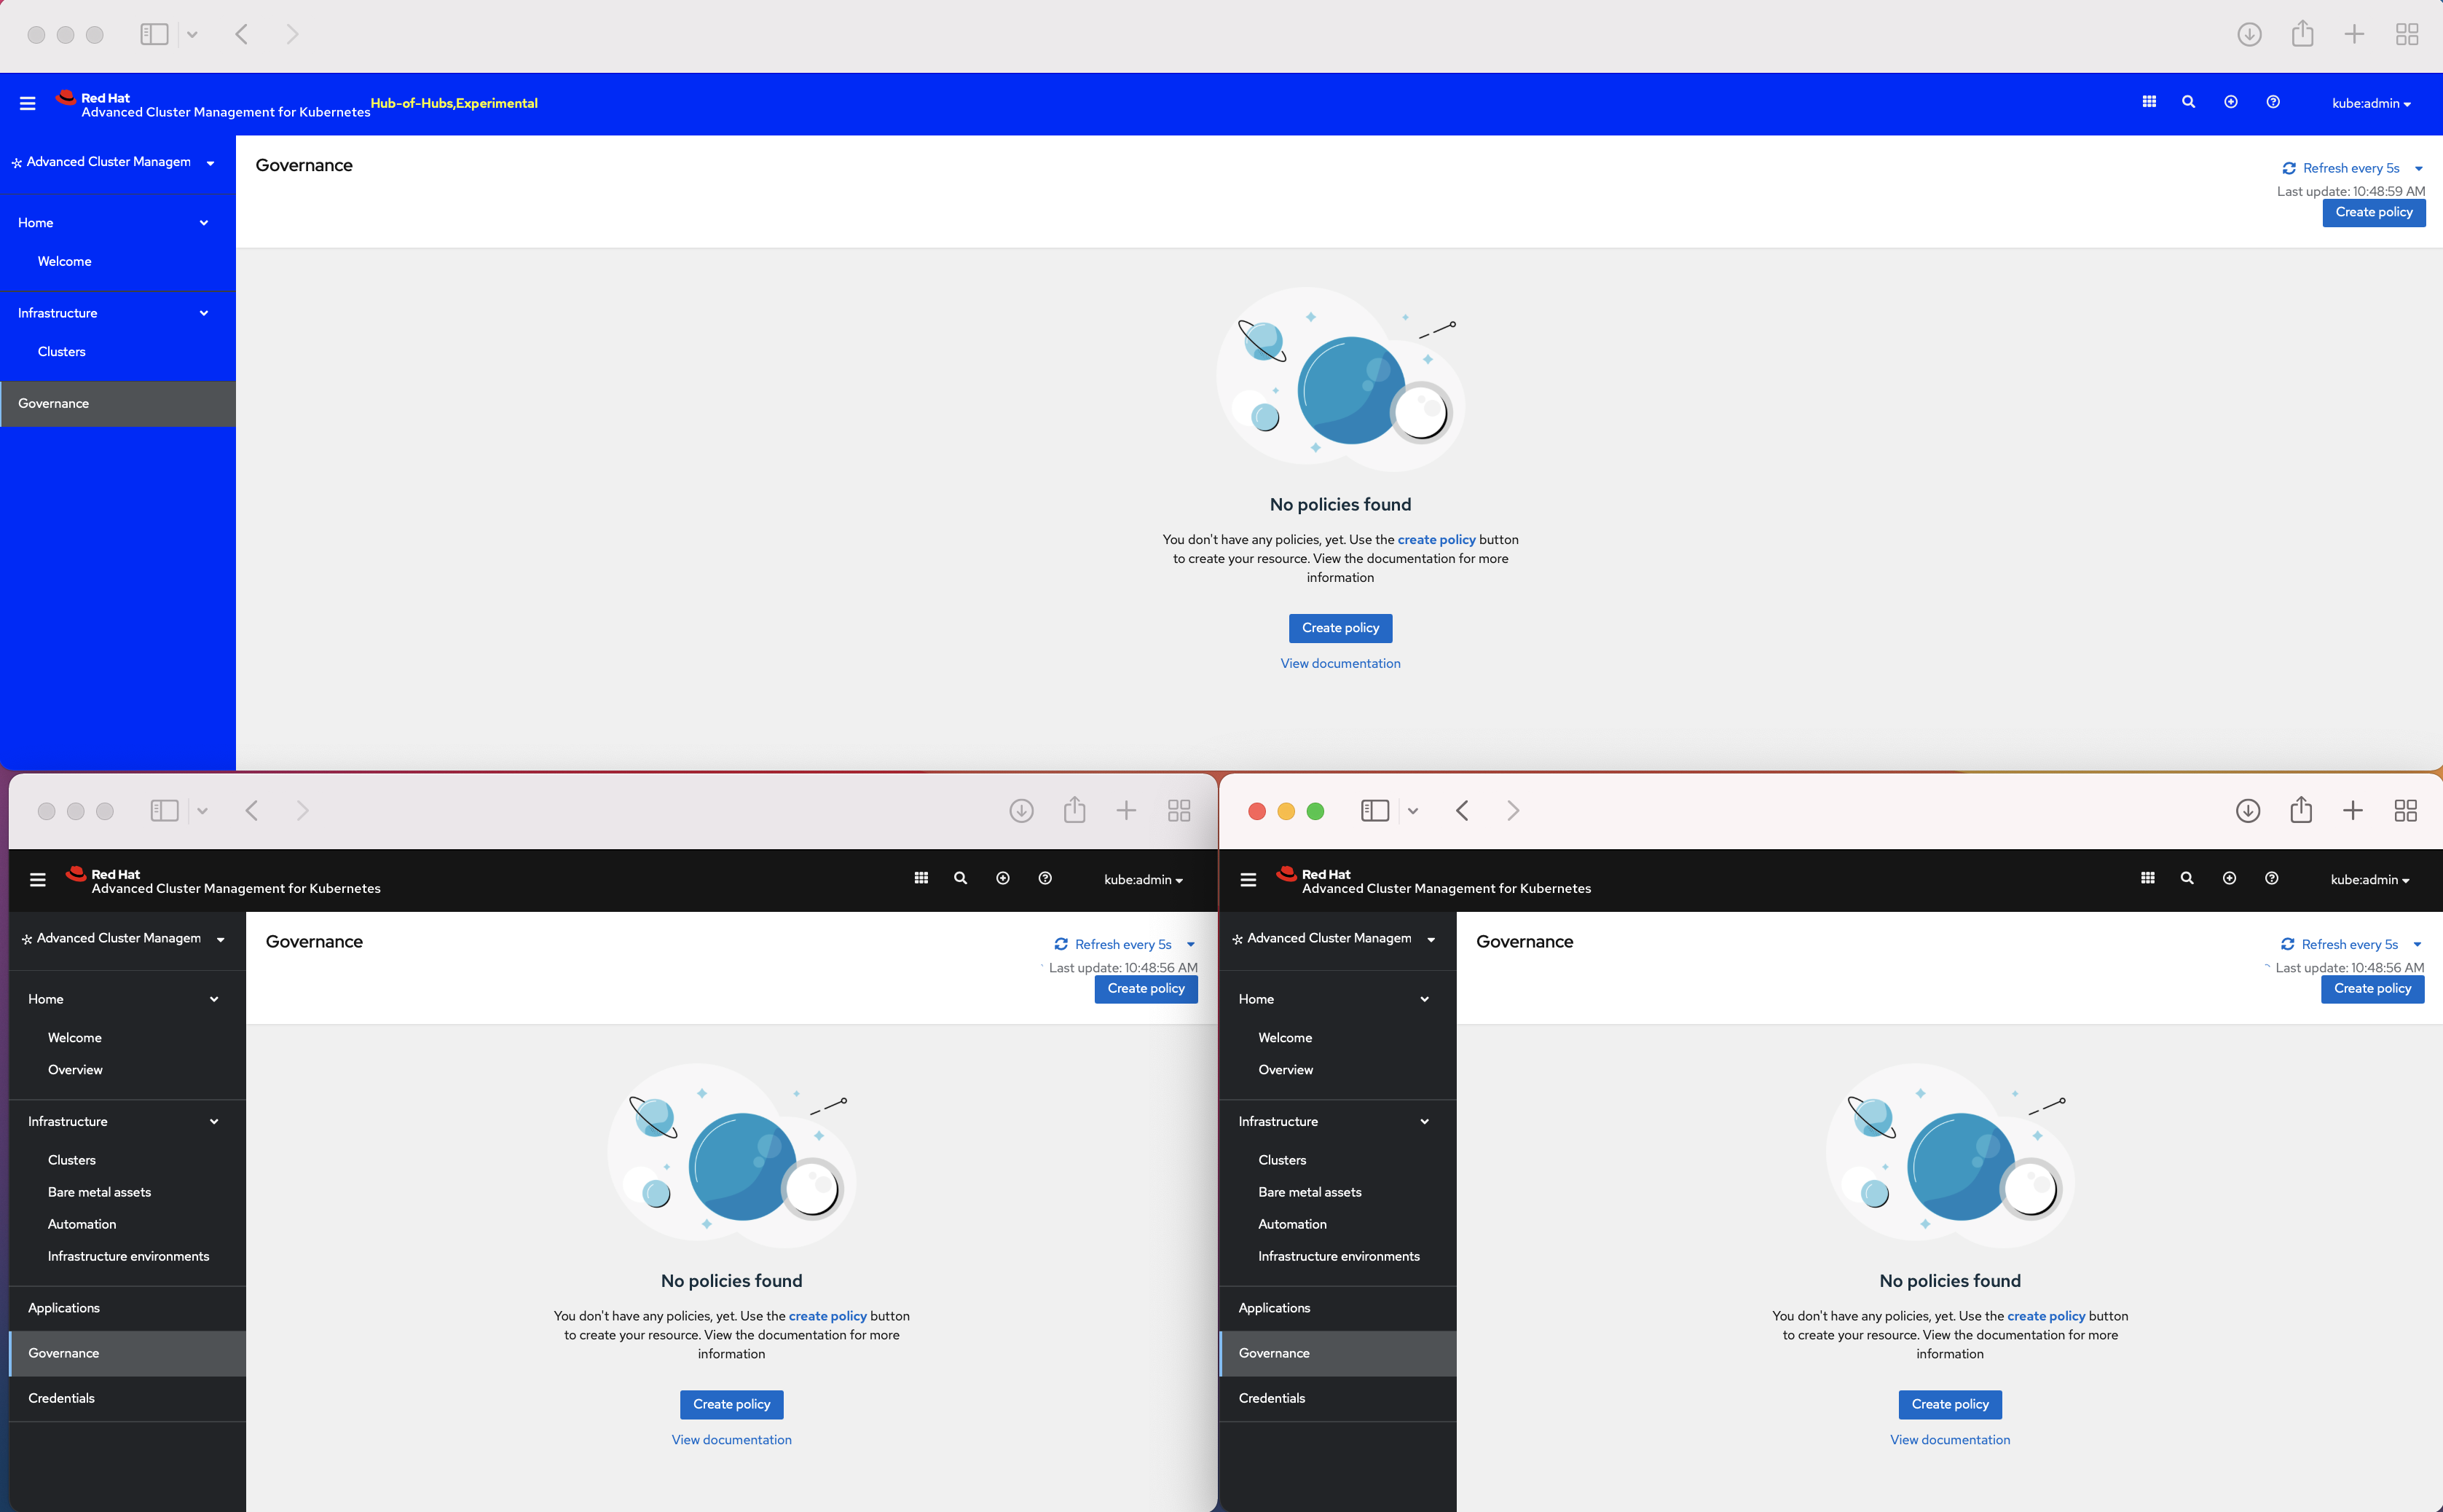 Red Hat
Advanced Cluster Management for Kubernetes
Hub-of-Hubs,Experimental
kube:admin
Advanced Cluster Managem
Home
Welcome
Infrastructure
Clusters
Governance
Governance
Refresh every 5s
Last update: 10:48:59 AM
Create policy
No policies found
You don't have any policies, yet. Use the create policy button
to create your resource. View the documentation for more
information
Create policy
View documentation
Red Hat
Advanced Cluster Management for Kubernetes
kube:admin
Advanced Cluster Managem
Home
Welcome
Overview
Infrastructure
Clusters
Bare metal assets
Automation
Infrastructure environments
Applications
Governance
Credentials
Governance
Refresh every 5s
Last update: 10:48:56 AM
Create policy
No policies found
You don't have any policies, yet. Use the create policy button
to create your resource. View the documentation for more
information
Create policy
View documentation
Red Hat
Advanced Cluster Management for Kubernetes
kube:admin
Advanced Cluster Managem
Home
Welcome
Overview
Infrastructure
Clusters
Bare metal assets
Automation
Infrastructure environments
Applications
Governance
Credentials
Governance
Refresh every 5s
Last update: 10:48:56 AM
Create policy
No policies found
You don't have any policies, yet. Use the create policy button
to create your resource. View the documentation for more
information
Create policy
View documentation